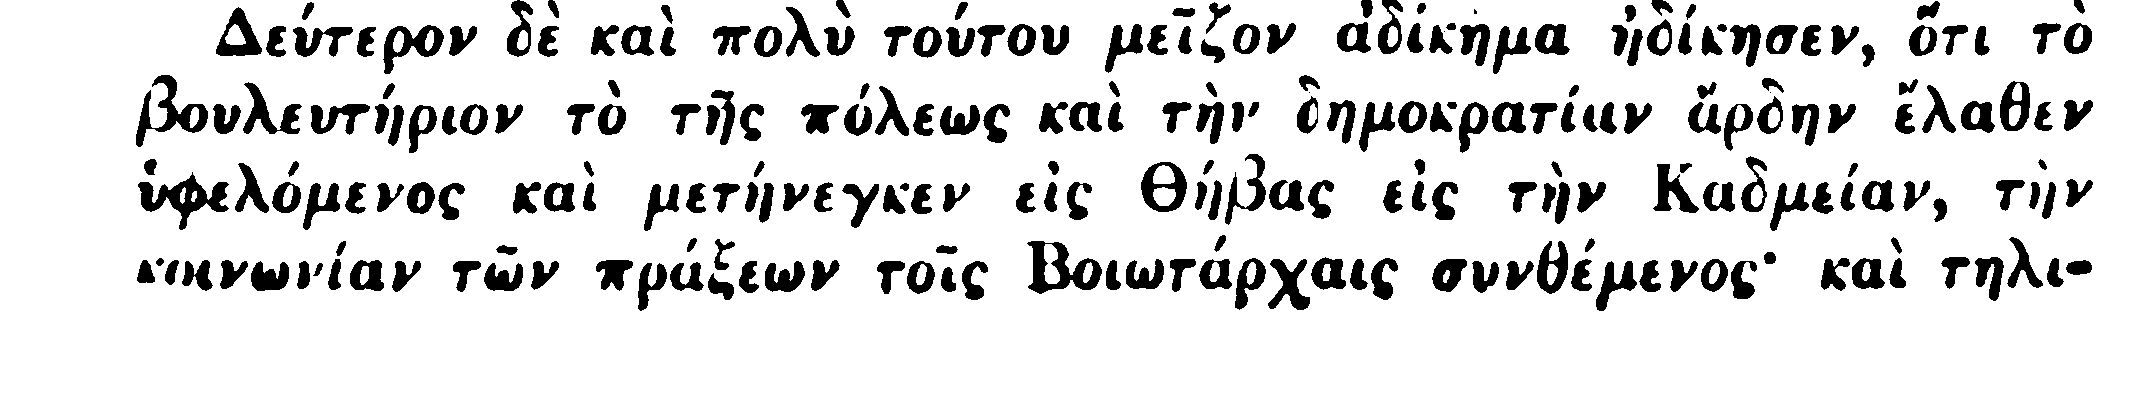 Δεύτερον δὲ καὶ πολὺ τούτου μεῖζον ἀδίκημα ἠδίκησεν, ὅτι τὸ
βουλευτήριον τὸ τῆς πόλεως καὶ τὴν δημοκρατίαν ἄρδην ἔλαθεν
ὑφελόμενος καὶ μετήνεγκεν εἰς Θήβας εἰς τὴν Καδμείαν, τὴν
κοινωνίαν τῶν πράξεων τοῖς Βοιωτάρχαις συνθέμενος· καὶ τηλι-